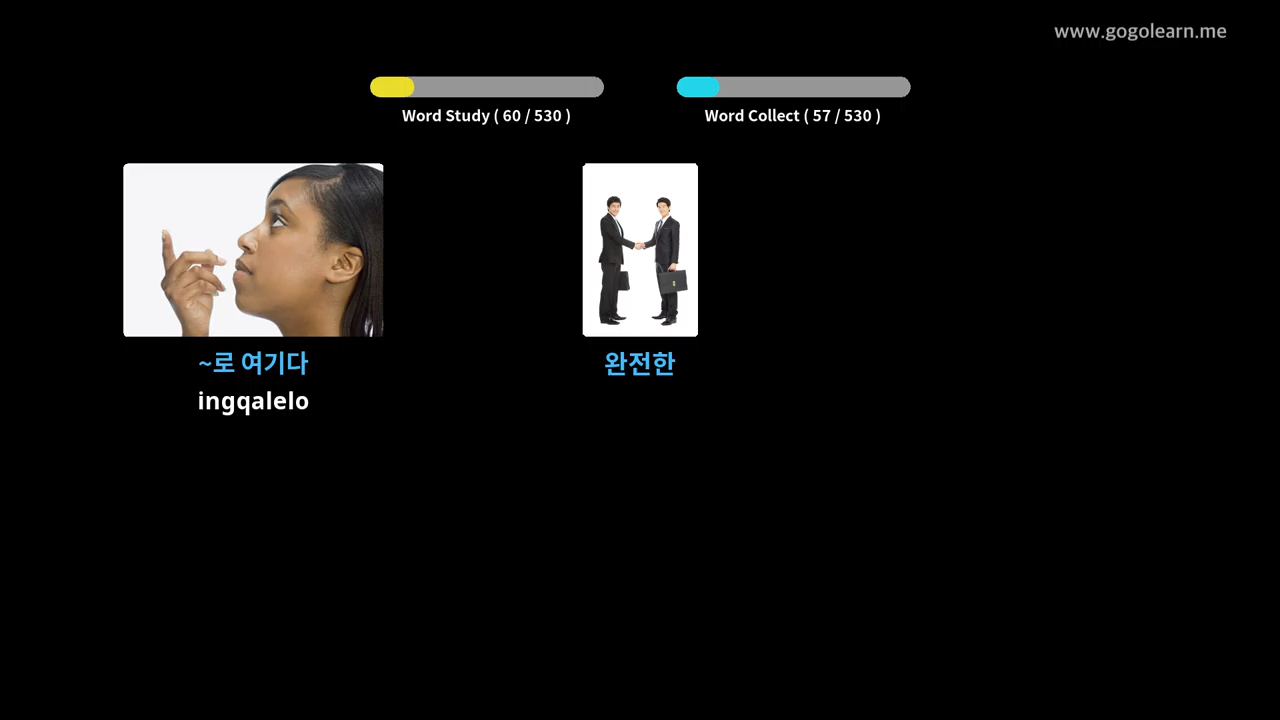 www.gogolearn.me
Word Study ( 60 / 530 )
Word Collect ( 57 / 530 )
~로 여기다
ingqalelo
완전한